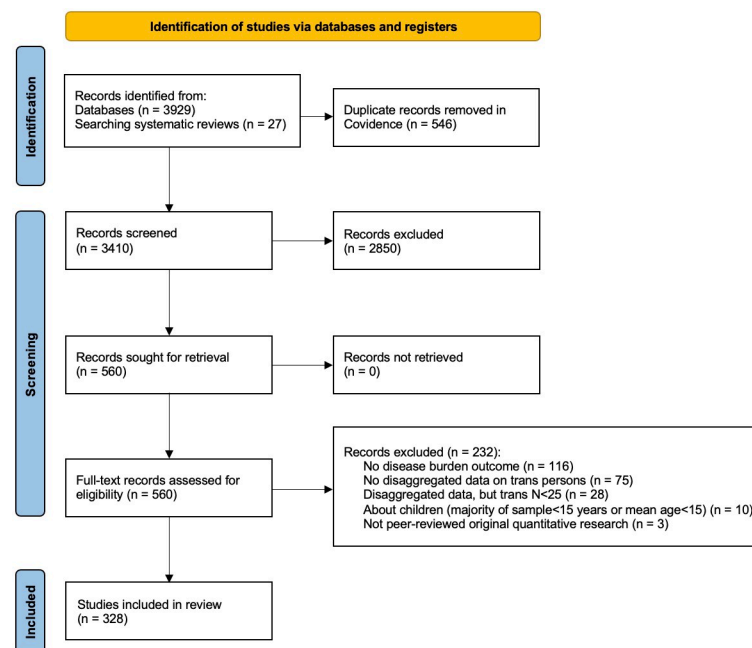 Identification of studies via databases and registers
Identification
Records identified from:
Databases (n = 3929)
Searching systematic reviews (n = 27)
Duplicate records removed in
Covidence (n = 546)
Screening
Records screened
(n = 3410)
Records excluded
(n = 2850)
Records sought for retrieval
(n = 560)
Records not retrieved
(n = 0)
Full-text records assessed for
eligibility (n = 560)
Records excluded (n = 232):
No disease burden outcome (n = 116)
No disaggregated data on trans persons (n = 75)
Disaggregated data, but trans N<25 (n = 28)
About children (majority of sample<15 years or mean age<15) (n = 10)
Not peer-reviewed original quantitative research (n = 3)
Included
Studies included in review
(n = 328)